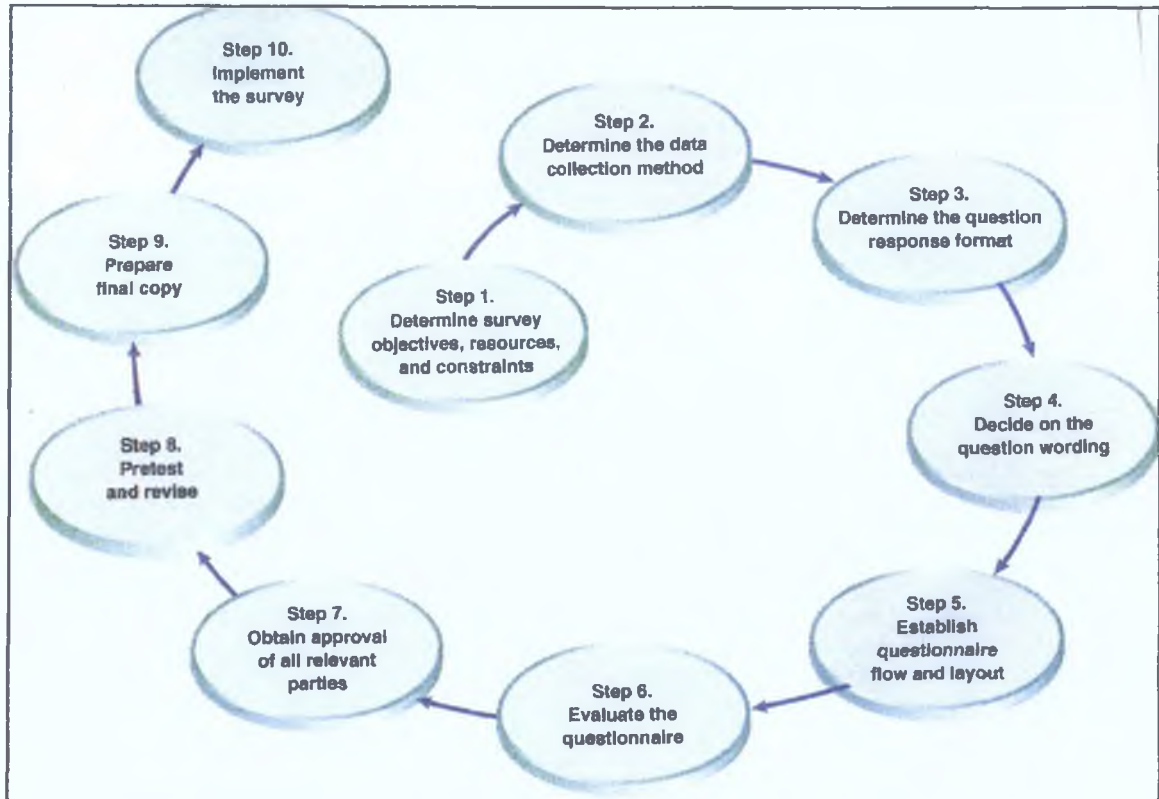 Step 1.
Determine survey
objectives, resources,
and constraints
Step 2.
Determine the data
collection method
Step 3.
Determine the question
response format
Step 4.
Decide on the
question wording
Step 5.
Establish
questionnaire
flow and layout
Step 6.
Evaluate the
questionnaire
Step 7.
Obtain approval
of all relevant
parties
Step 8.
Pretest
and revise
Step 9.
Prepare
final copy
Step 10.
Implement
the survey